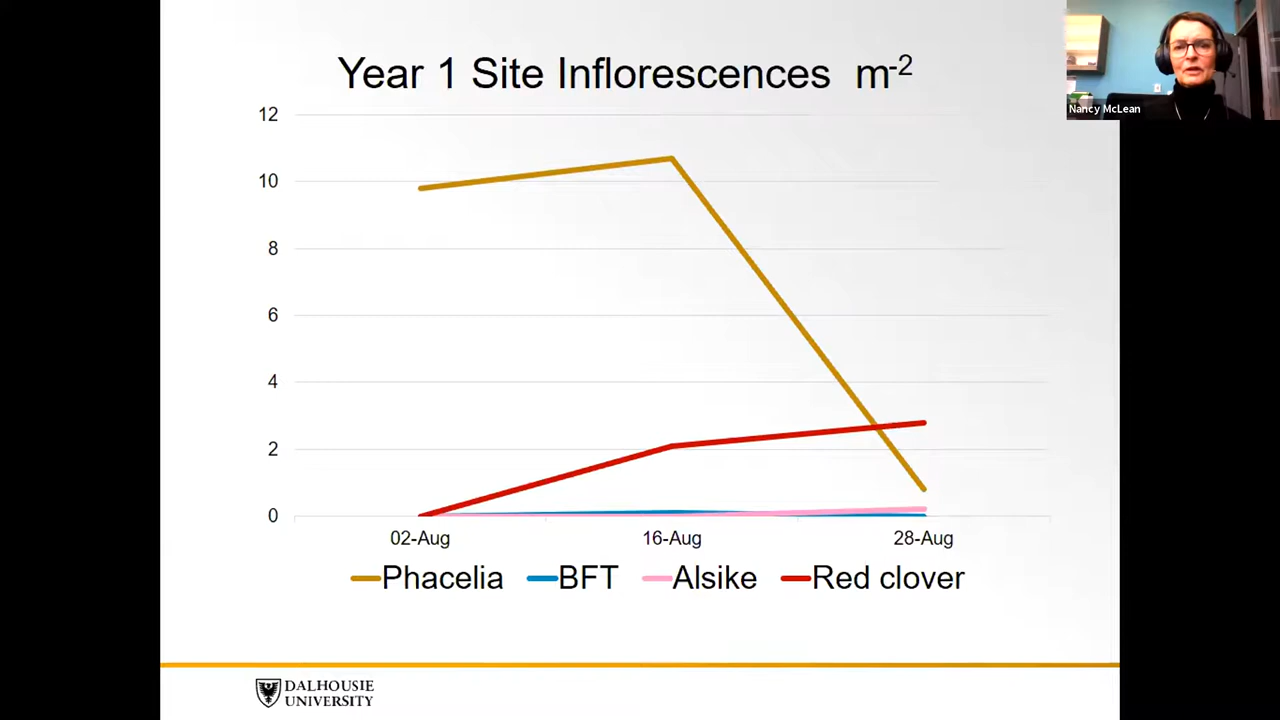 Year 1 Site Inflorescences m-2
Nancy McLean
12
10
8
6
4
2
0
02-Aug 16-Aug 28-Aug
Phacelia BFT Alsike Red clover
DALHOUSIE
UNIVERSITY